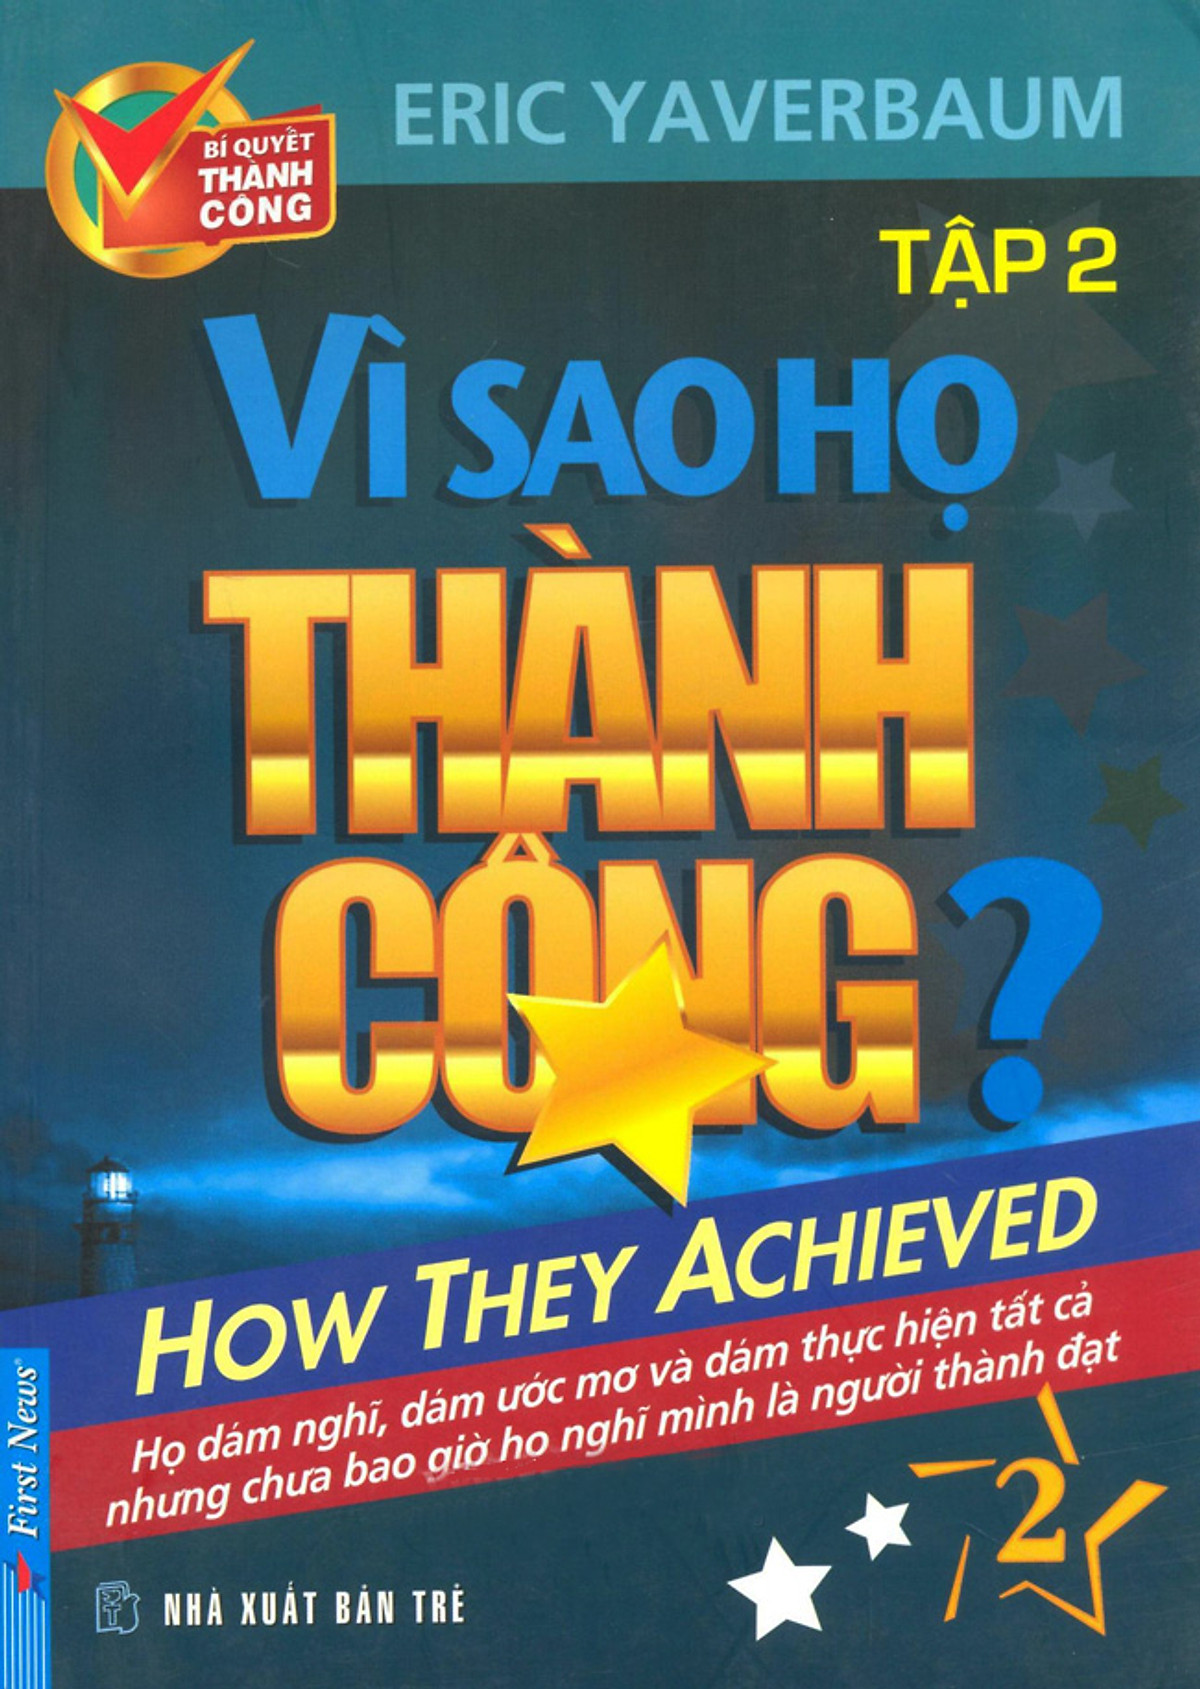 ERIC YAVERBAUM
BÍ QUYẾT
THÀNH
CÔNG
TẬP 2
VÌ SAO HỌ
THÀNH
CÔNG ?
HOW THEY ACHIEVED
Họ dám nghĩ, dám ước mơ và dám thực hiện tất cả
nhưng chưa bao giờ họ nghĩ mình là người thành đạt
2
First News®
NHÀ XUẤT BẢN TRẺ